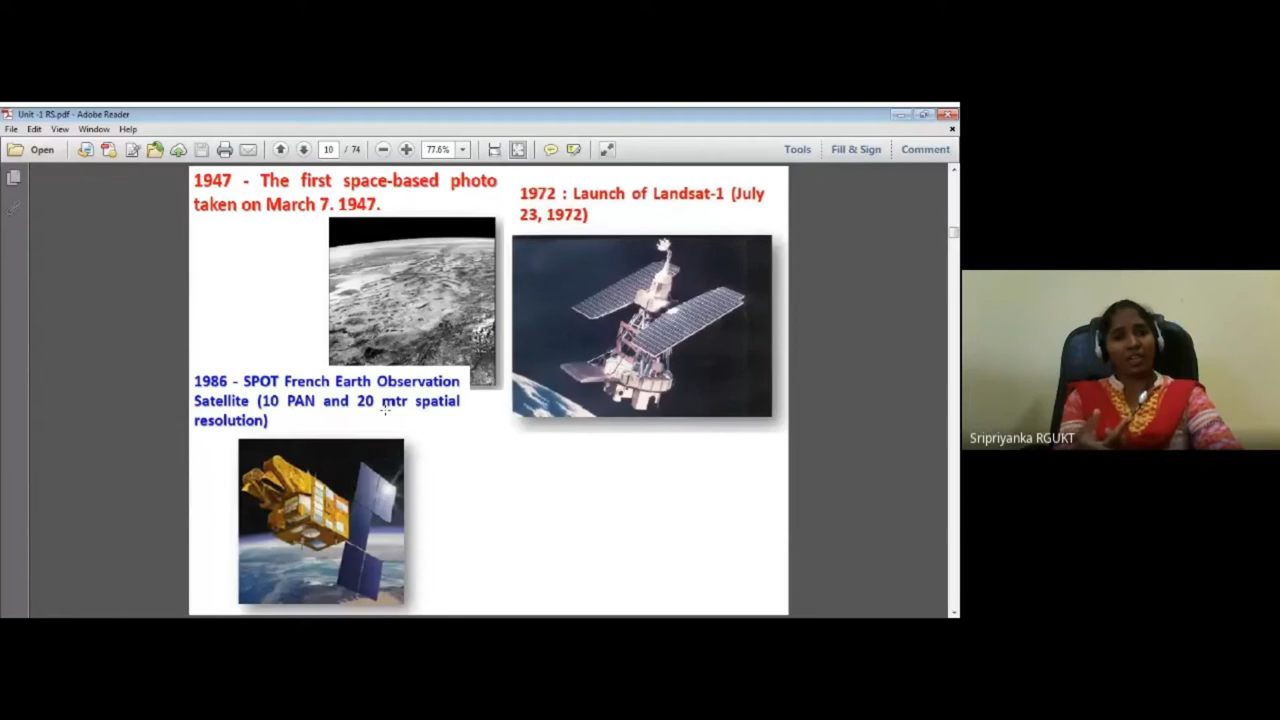 Unit -1 RS.pdf - Adobe Reader
File Edit View Window Help
Open 10 / 74 77.6% Tools Fill & Sign Comment
1947 - The first space-based photo
taken on March 7. 1947.
1972 : Launch of Landsat-1 (July
23, 1972)
1986 - SPOT French Earth Observation
Satellite (10 PAN and 20 mtr spatial
resolution)
Sripriyanka RGUKT